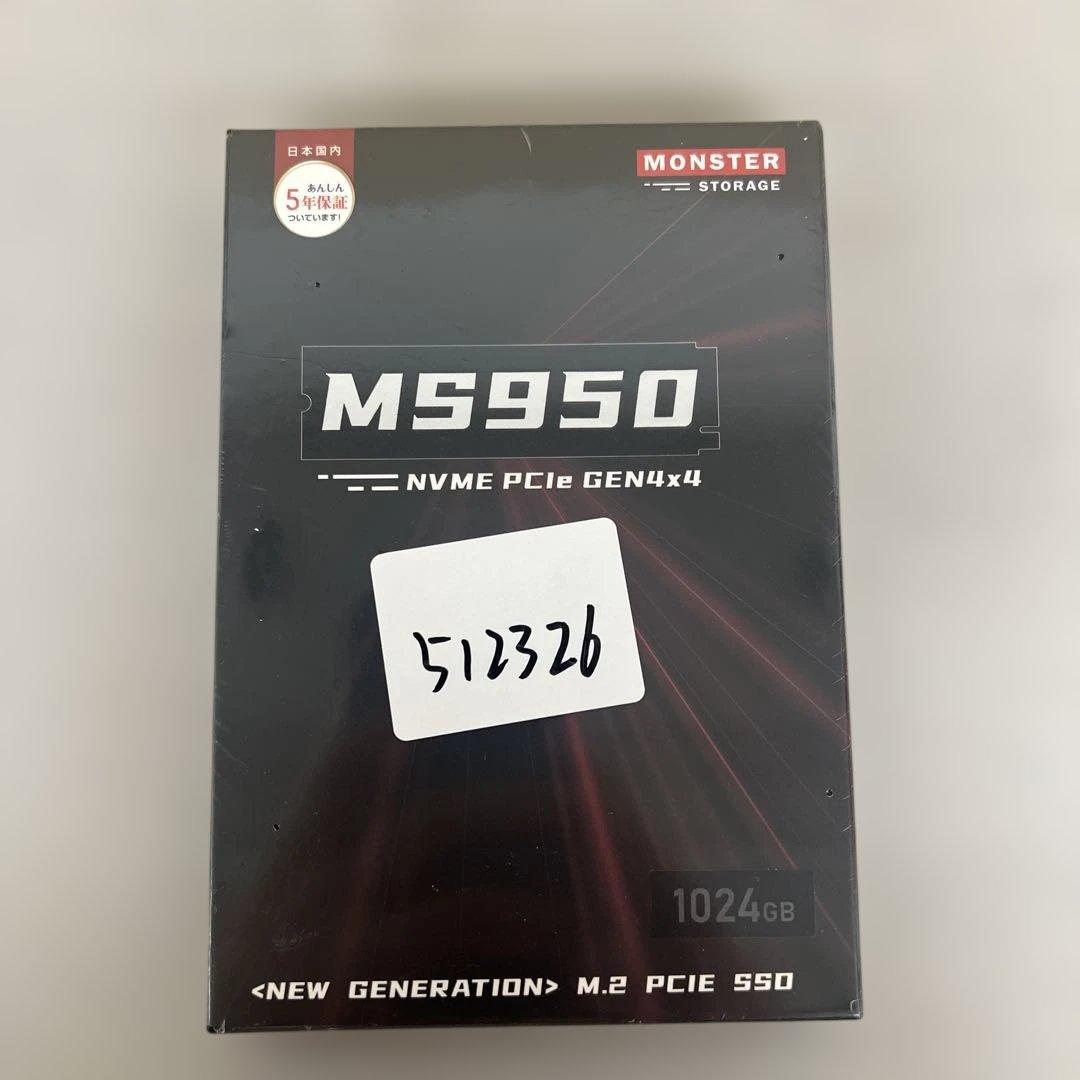 日本国内
あんしん
5年保証
ついています!
MONSTER
STORAGE
MS950
NVME PCIe GEN4x4
512326
1024GB
<NEW GENERATION> M.2 PCIE SSD